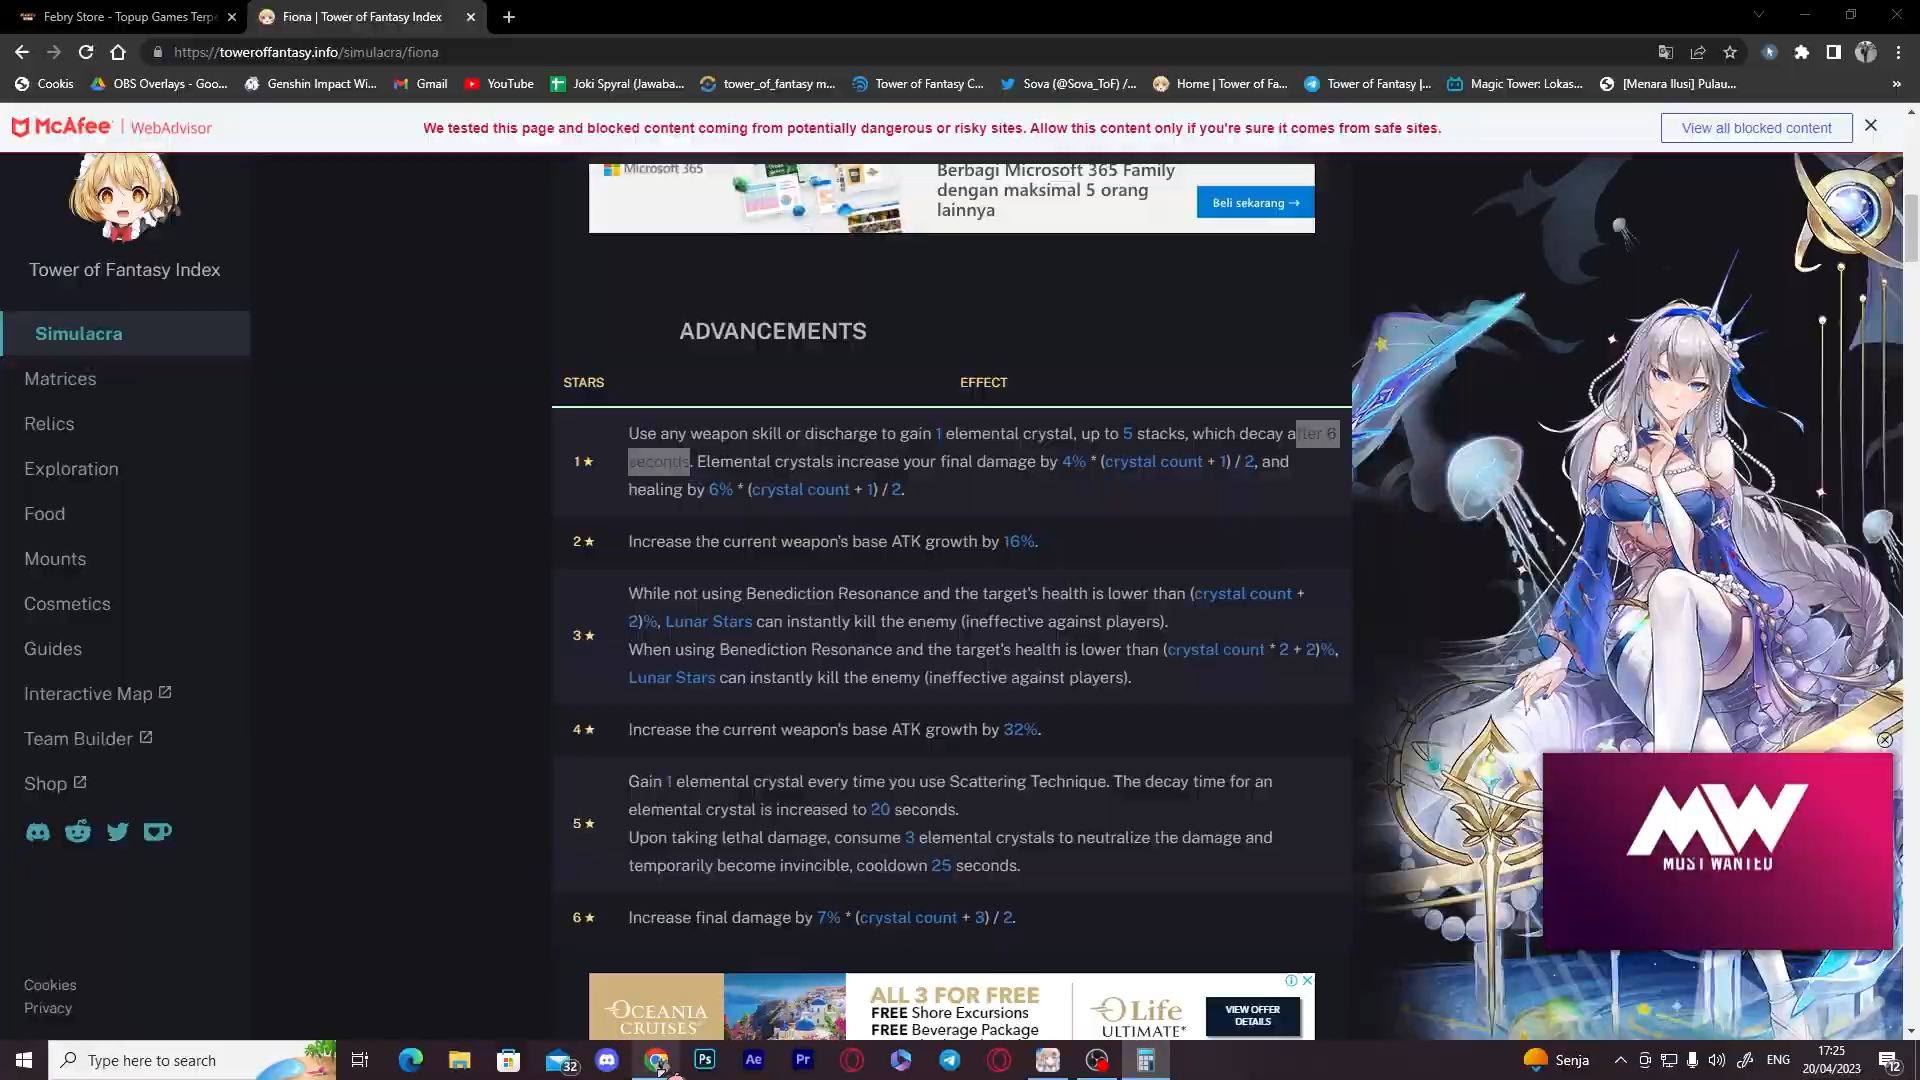 Febry Store - Topup Games Terpe
Fiona | Tower of Fantasy Index
https://toweroffantasy.info/simulacra/fiona
Cookis
OBS Overlays - Goo...
Genshin Impact Wi...
Gmail
YouTube
Joki Spyral (Jawaba...
tower_of_fantasy m...
Tower of Fantasy C...
Sova (@Sova_ToF) /...
Home | Tower of Fa...
Tower of Fantasy |...
Magic Tower: Lokas...
[Menara Ilusi] Pulau...
McAfee | WebAdvisor
We tested this page and blocked content coming from potentially dangerous or risky sites. Allow this content only if you're sure it comes from safe sites.
View all blocked content
Microsoft 365
Berbagi Microsoft 365 Family
dengan maksimal 5 orang
lainnya
Beli sekarang →
Tower of Fantasy Index
Simulacra
Matrices
Relics
Exploration
Food
Mounts
Cosmetics
Guides
Interactive Map
Team Builder
Shop
Cookies
Privacy
ADVANCEMENTS
STARS
EFFECT
1 ★
Use any weapon skill or discharge to gain 1 elemental crystal, up to 5 stacks, which decay after 6
seconds. Elemental crystals increase your final damage by 4% * (crystal count + 1) / 2, and
healing by 6% * (crystal count + 1) / 2.
2 ★
Increase the current weapon's base ATK growth by 16%.
3 ★
While not using Benediction Resonance and the target's health is lower than (crystal count +
2)%, Lunar Stars can instantly kill the enemy (ineffective against players).
When using Benediction Resonance and the target's health is lower than (crystal count * 2 + 2)%,
Lunar Stars can instantly kill the enemy (ineffective against players).
4 ★
Increase the current weapon's base ATK growth by 32%.
5 ★
Gain 1 elemental crystal every time you use Scattering Technique. The decay time for an
elemental crystal is increased to 20 seconds.
Upon taking lethal damage, consume 3 elemental crystals to neutralize the damage and
temporarily become invincible, cooldown 25 seconds.
6 ★
Increase final damage by 7% * (crystal count + 3) / 2.
MW
MOST WANTED
OCEANIA
CRUISES
ALL 3 FOR FREE
FREE Shore Excursions
FREE Beverage Package
O Life
ULTIMATE*
VIEW OFFER
DETAILS
Type here to search
32
Ps
Ae
Pr
Senja
ENG
17:25
20/04/2023
12